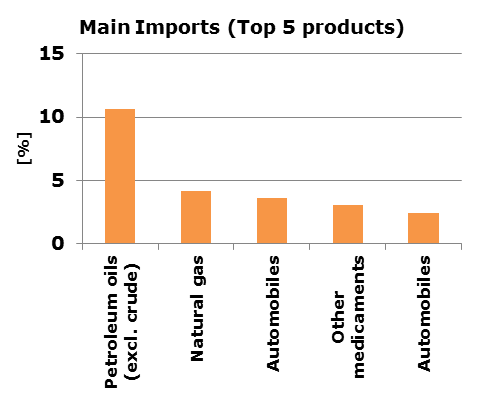 Main Imports (Top 5 products)
15
10
5
0
[%]
Petroleum oils
(excl. crude)
Natural gas
Automobiles
Other
medicaments
Automobiles